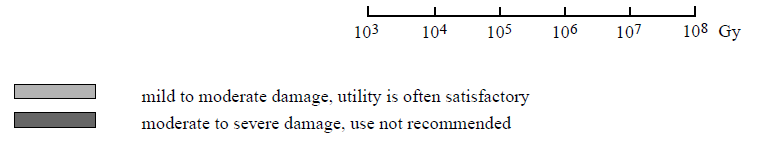 10³ 10⁴ 10⁵ 10⁶ 10⁷ 10⁸ Gy
mild to moderate damage, utility is often satisfactory
moderate to severe damage, use not recommended